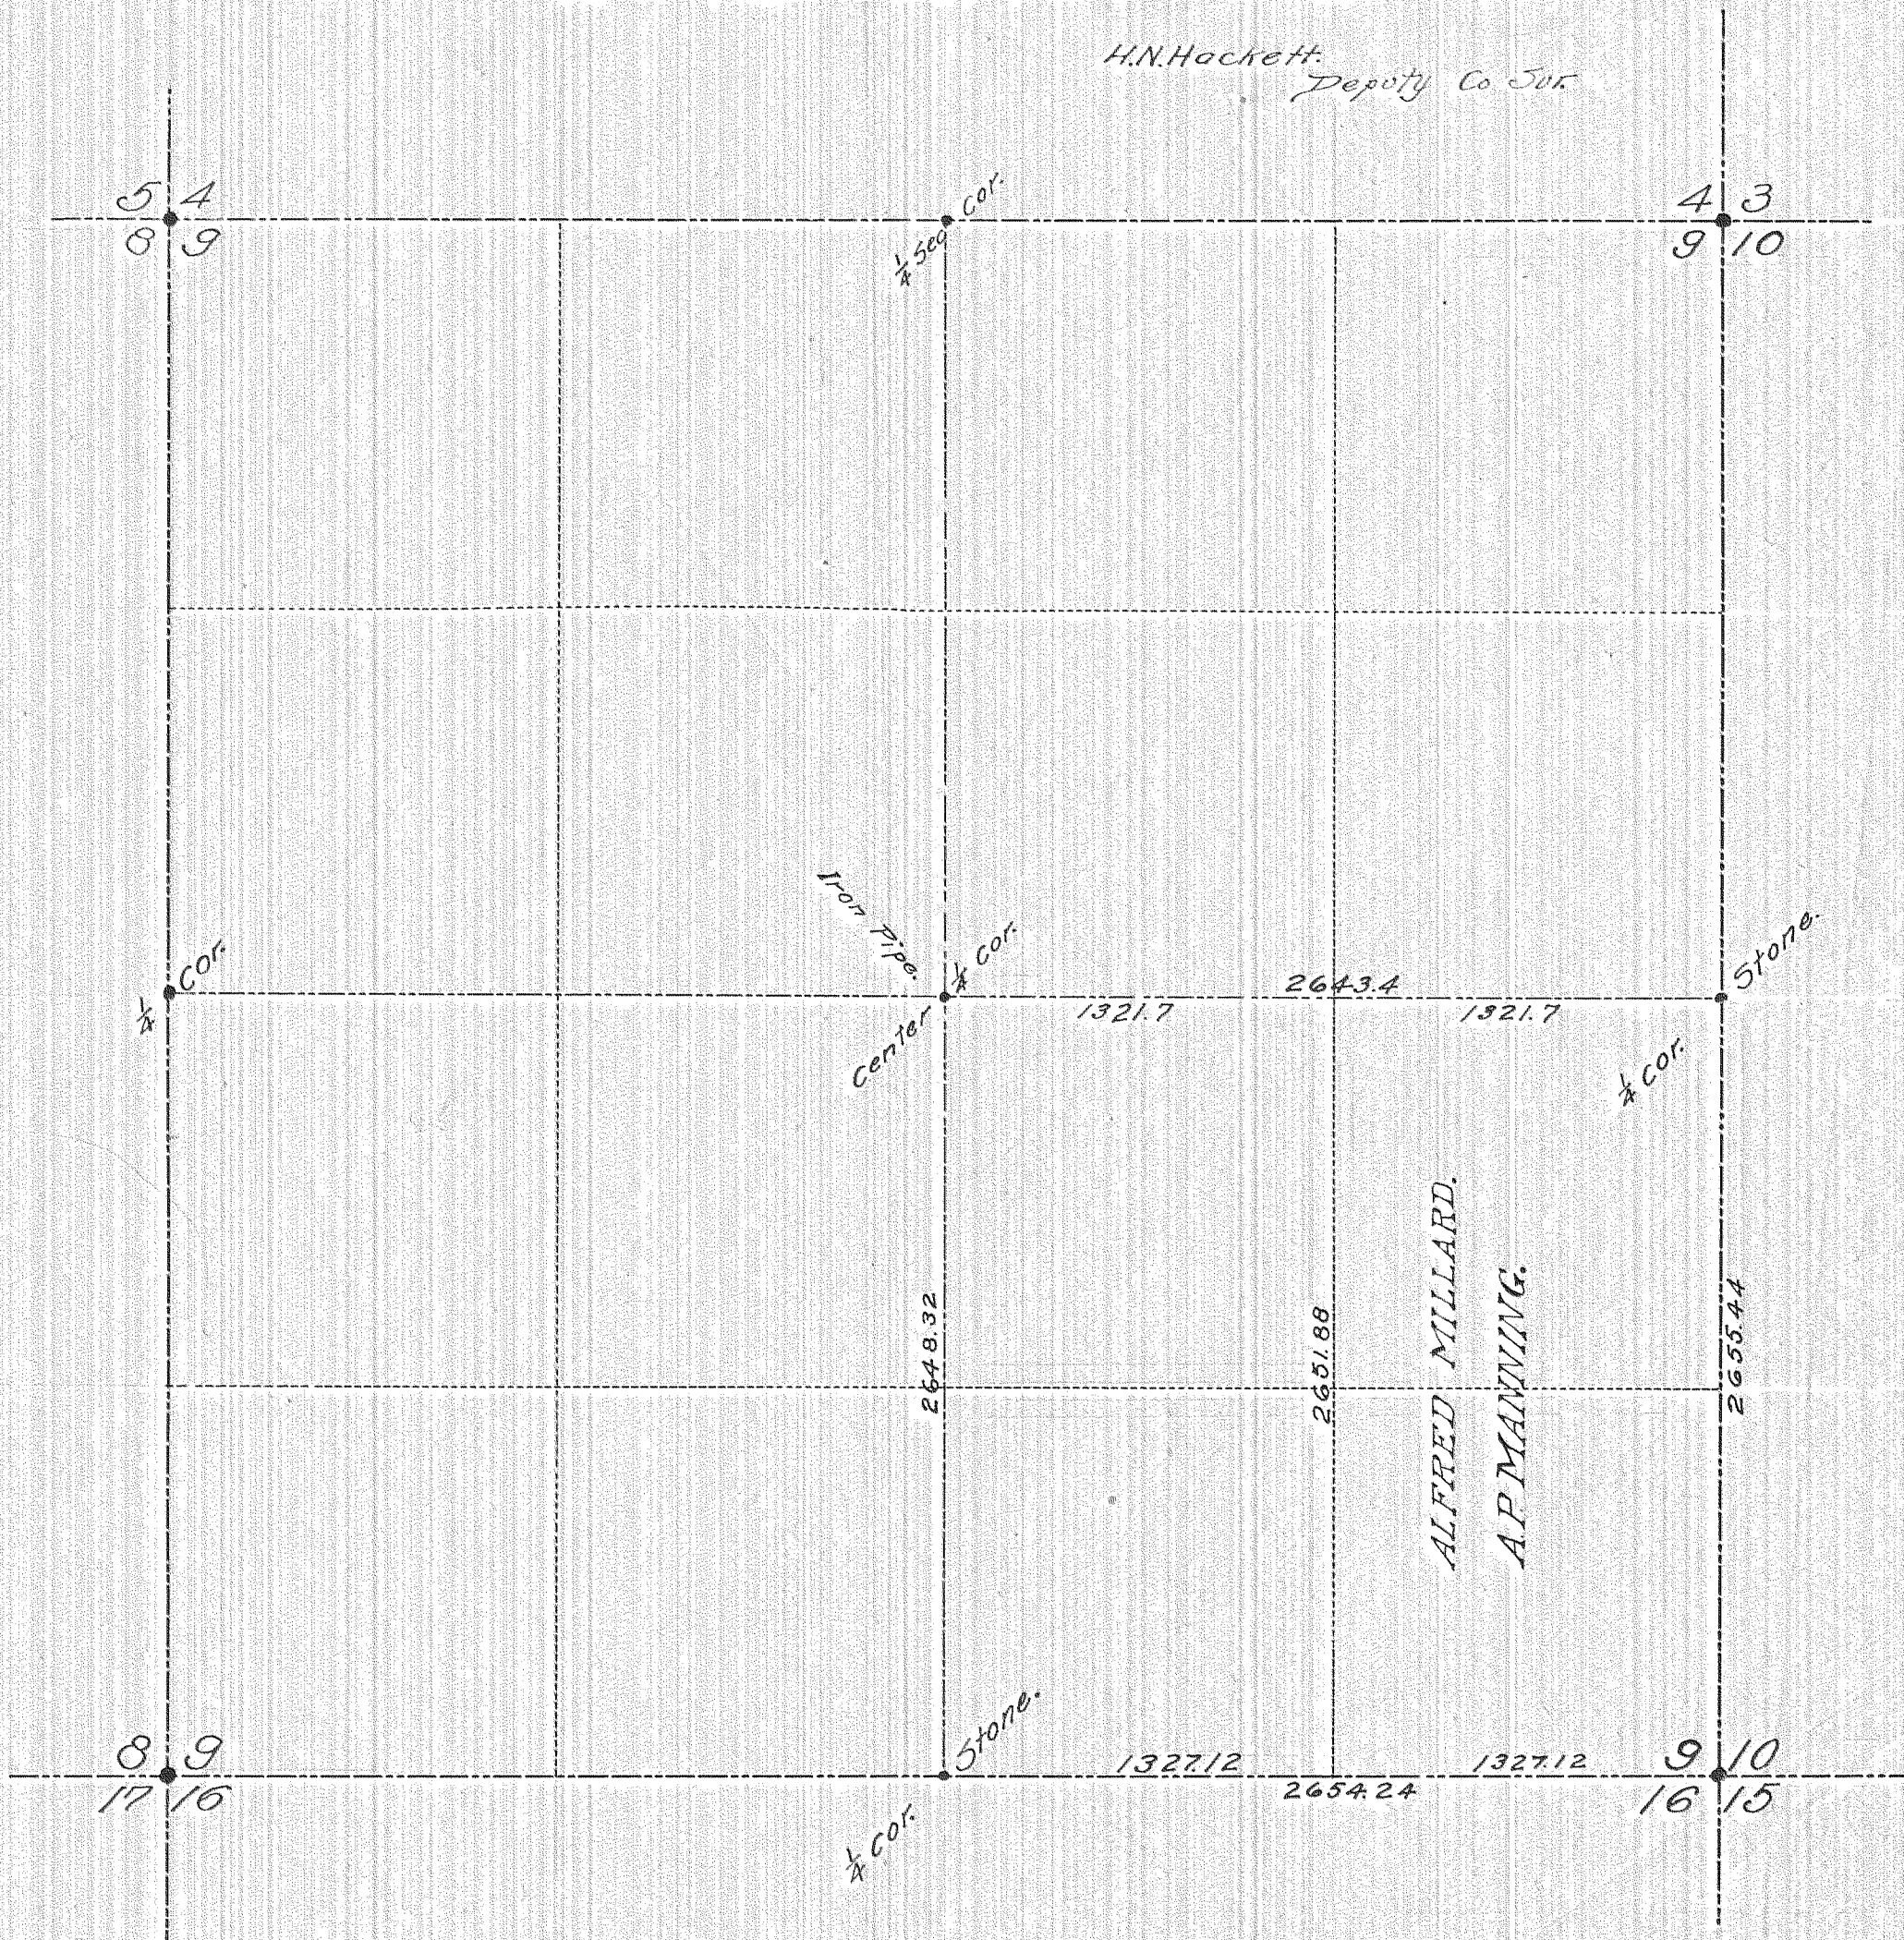 H.N. Hackett.
Deputy Co Sur.
5 4
8 9
1/4 Sec Cor.
4 3
9 10
Iron pipe.
1/4 Cor.
Center
1/4 Cor.
2643.4
1321.7
1321.7
Stone.
1/4 Cor.
2648.32
2651.88
ALFRED MILLARD.
A.P. MANNING.
2655.44
8 9
17 16
Stone.
1/4 Cor.
1327.12
1327.12
2654.24
9 10
16 15